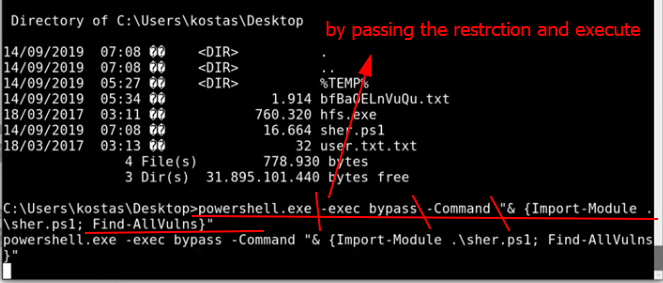 Directory of C:\Users\kostas\Desktop
by passing the restrction and execute
14/09/2019  07:08 ��    <DIR>          .
14/09/2019  07:08 ��    <DIR>          ..
14/09/2019  05:27 ��    <DIR>          %TEMP%
14/09/2019  05:34 ��             1.914 bfBaOELnVuQu.txt
18/03/2017  03:11 ��           760.320 hfs.exe
14/09/2019  07:08 ��            16.664 sher.ps1
18/03/2017  03:13 ��                32 user.txt.txt
4 File(s)        778.930 bytes
3 Dir(s)  31.895.101.440 bytes free
C:\Users\kostas\Desktop>powershell.exe -exec bypass -Command "& {Import-Module .
\sher.ps1; Find-AllVulns}"
powershell.exe -exec bypass -Command "& {Import-Module .\sher.ps1; Find-AllVulns
}"